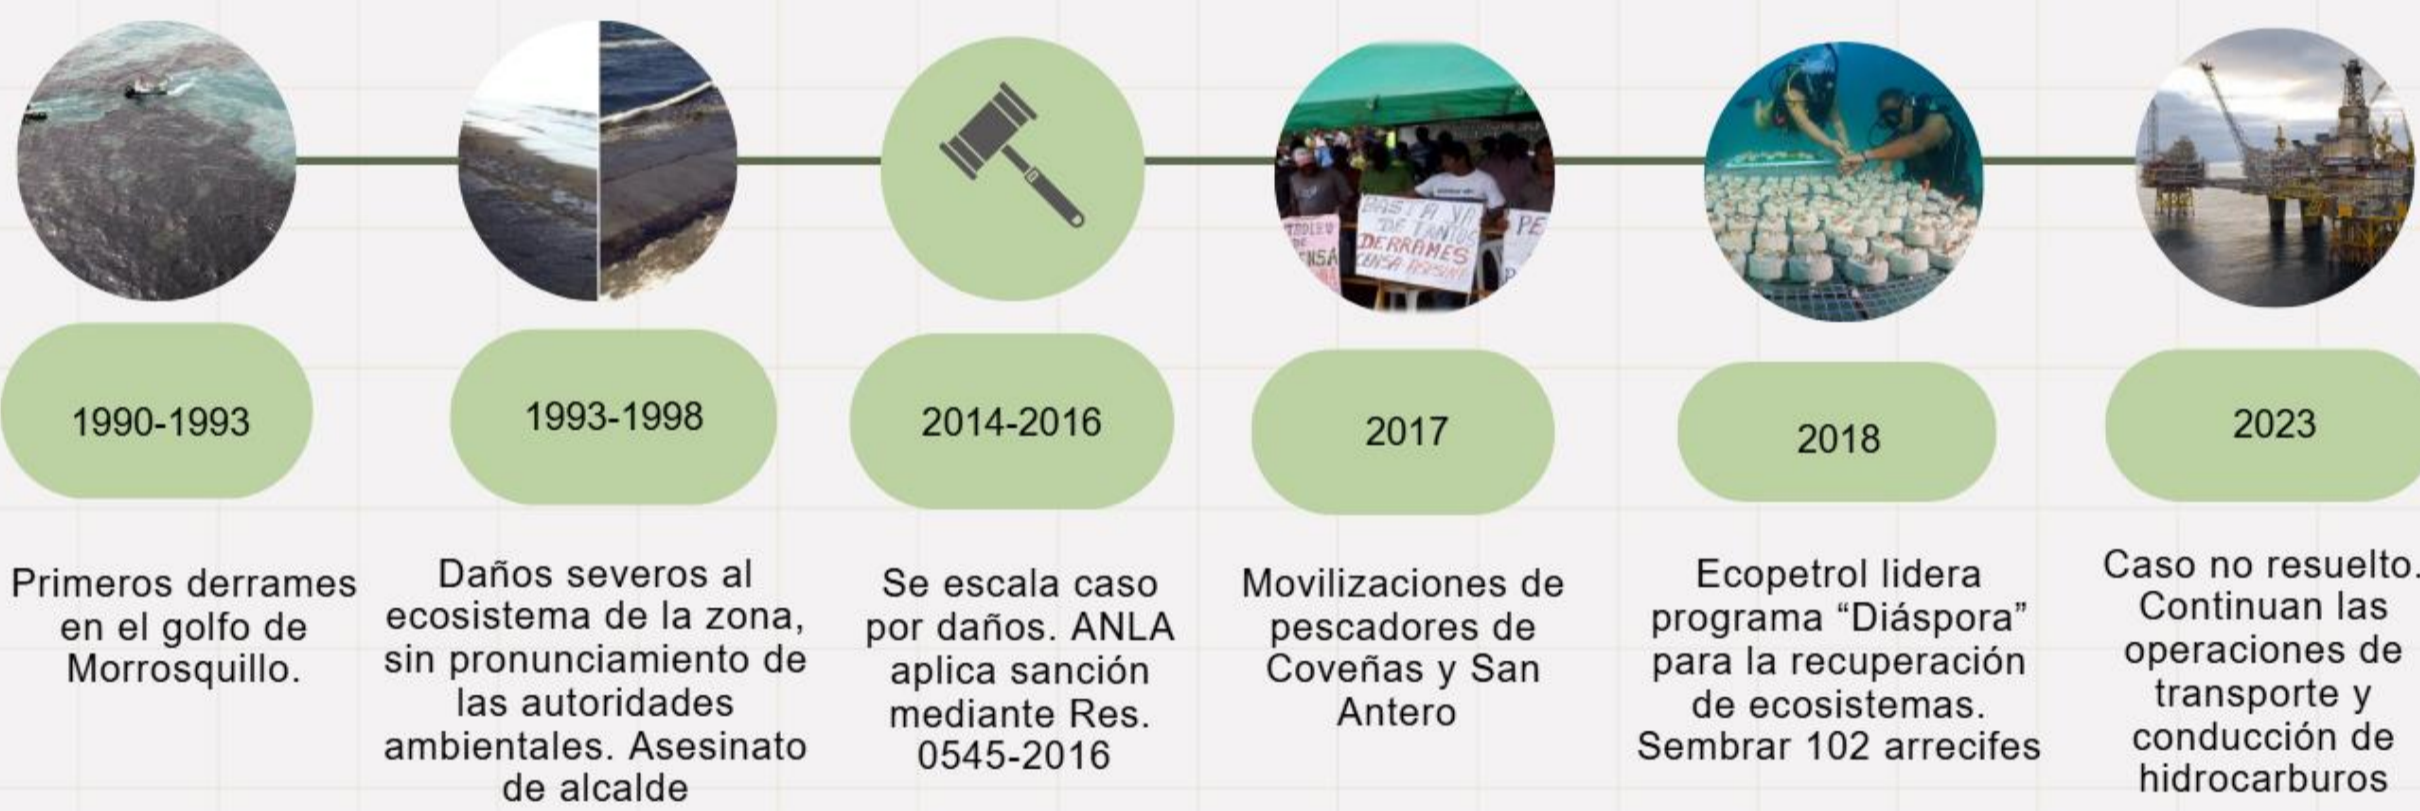 BASTA YA
DE TANTOS
DERRAMES
1990-1993
1993-1998
2014-2016
2017
2018
2023
Primeros derrames
en el golfo de
Morrosquillo.
Daños severos al
ecosistema de la zona,
sin pronunciamiento de
las autoridades
ambientales. Asesinato
de alcalde
Se escala caso
por daños. ANLA
aplica sanción
mediante Res.
0545-2016
Movilizaciones de
pescadores de
Coveñas y San
Antero
Ecopetrol lidera
programa “Diáspora”
para la recuperación
de ecosistemas.
Sembrar 102 arrecifes
Caso no resuelto.
Continuan las
operaciones de
transporte y
conducción de
hidrocarburos